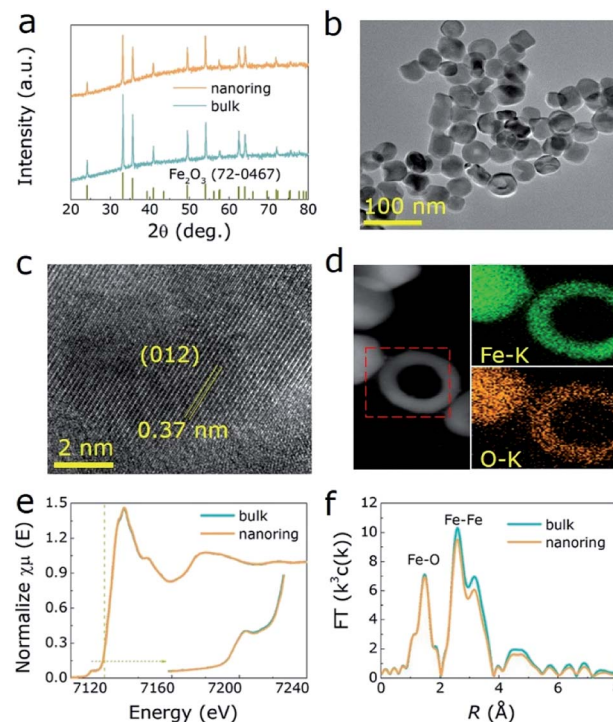 a
Intensity (a.u.)
nanoring
bulk
Fe₂O₃ (72-0467)
20 30 40 50 60 70 80
2θ (deg.)
b
100 nm
c
(012)
0.37 nm
2 nm
d
Fe-K
O-K
e
Normalize χμ (E)
1.5
1.2
0.9
0.6
0.3
0.0
bulk
nanoring
7120 7160 7200 7240
Energy (eV)
f
FT (k³c(k))
12
10
8
6
4
2
0
Fe-Fe
Fe-O
bulk
nanoring
0 2 4 6 8
R (Å)